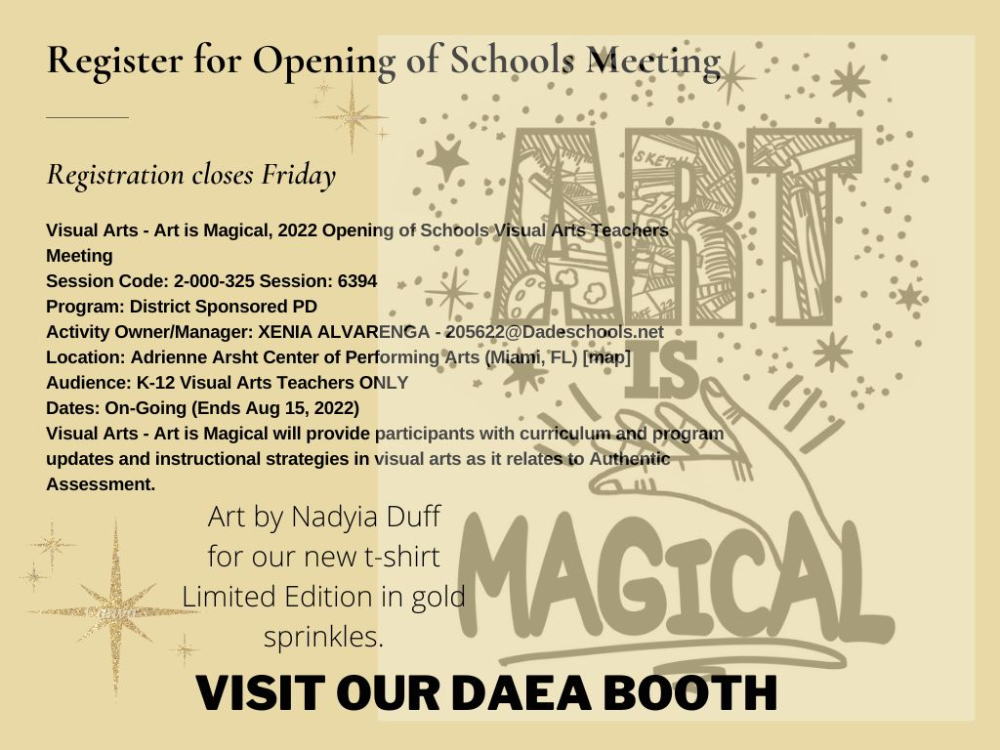 Register for Opening of Schools Meeting
Registration closes Friday
Visual Arts - Art is Magical, 2022 Opening of Schools Visual Arts Teachers
Meeting
Session Code: 2-000-325 Session: 6394
Program: District Sponsored PD
Activity Owner/Manager: XENIA ALVARENGA - 205622@Dadeschools.net
Location: Adrienne Arsht Center of Performing Arts (Miami, FL) [map]
Audience: K-12 Visual Arts Teachers ONLY
Dates: On-Going (Ends Aug 15, 2022)
Visual Arts - Art is Magical will provide participants with curriculum and program
updates and instructional strategies in visual arts as it relates to Authentic
Assessment.
Art by Nadyia Duff
for our new t-shirt
Limited Edition in gold
sprinkles.
VISIT OUR DAEA BOOTH
ART
SKETCH
DUFF 22
IS
MAGICAL